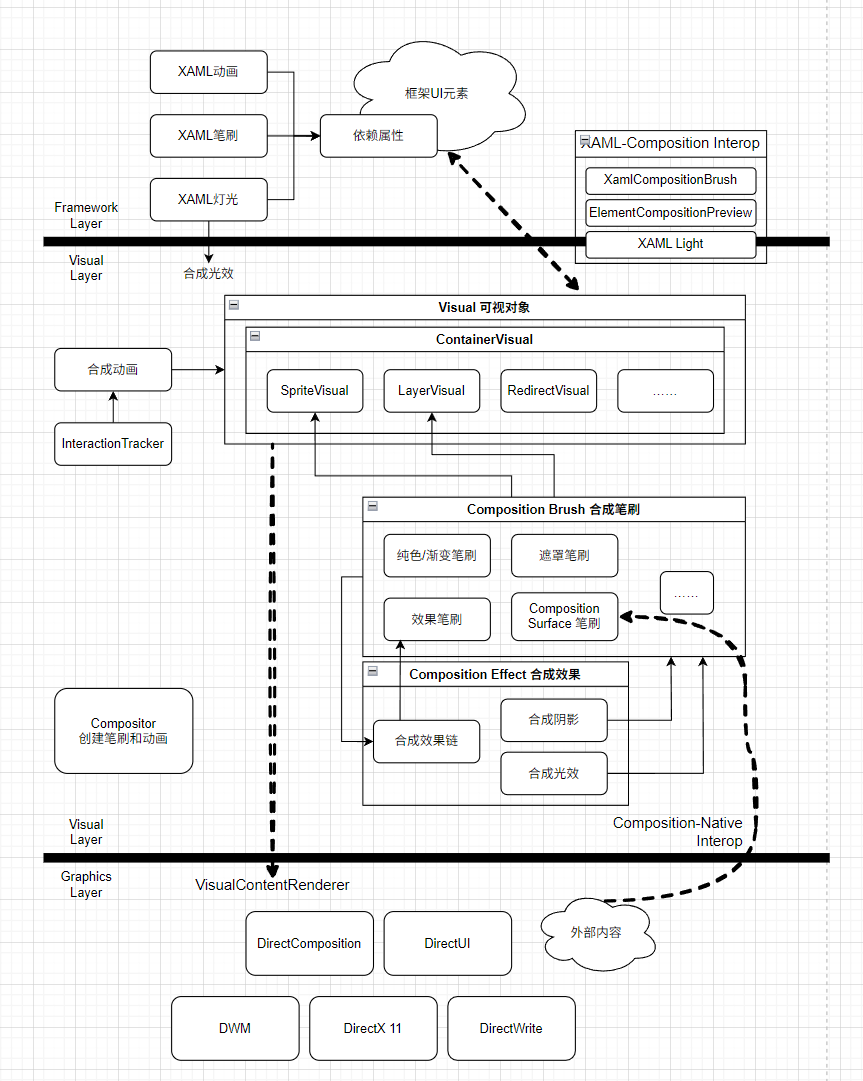 XAML动画
框架UI元素
XAML笔刷
依赖属性
XAML-Composition Interop
XamlCompositionBrush
XAML灯光
ElementCompositionPreview
Framework
Layer
XAML Light
Visual
Layer
合成光效
Visual 可视对象
ContainerVisual
合成动画
SpriteVisual
LayerVisual
RedirectVisual
……
InteractionTracker
Composition Brush 合成笔刷
纯色/渐变笔刷
遮罩笔刷
……
效果笔刷
Composition
Surface 笔刷
Composition Effect 合成效果
Compositor
创建笔刷和动画
合成效果链
合成阴影
合成光效
Visual
Layer
Composition-Native
Interop
Graphics
Layer
VisualContentRenderer
DirectComposition
DirectUI
外部内容
DWM
DirectX 11
DirectWrite